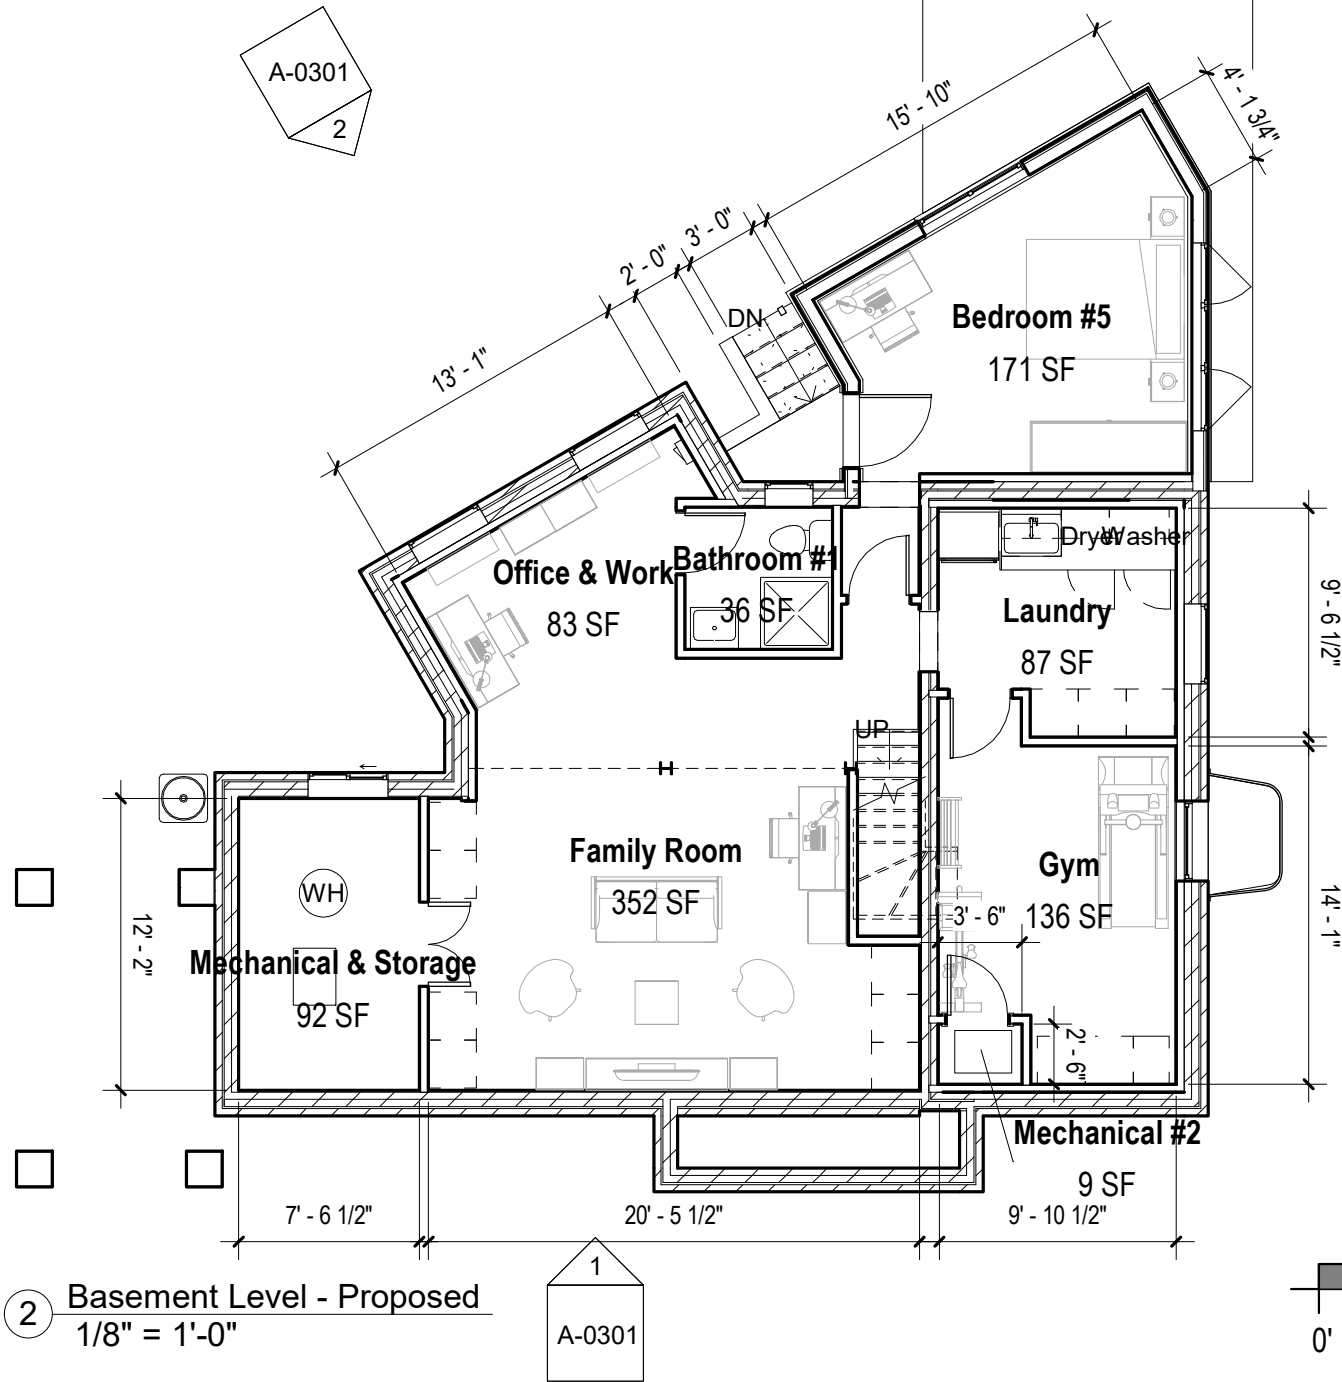 A-0301
2
15' - 10"
4' - 1 3/4"
3' - 0"
2' - 0"
13' - 1"
DN
Bedroom #5
171 SF
Office & Work
83 SF
Bathroom #1
36 SF
Dryer
Washer
Laundry
87 SF
9' - 6 1/2"
UP
Family Room
352 SF
Gym
136 SF
3' - 6"
14' - 1"
WH
12' - 2"
Mechanical & Storage
92 SF
2' - 6"
Mechanical #2
9 SF
7' - 6 1/2"
20' - 5 1/2"
9' - 10 1/2"
1
A-0301
2
Basement Level - Proposed
1/8" = 1'-0"
0'